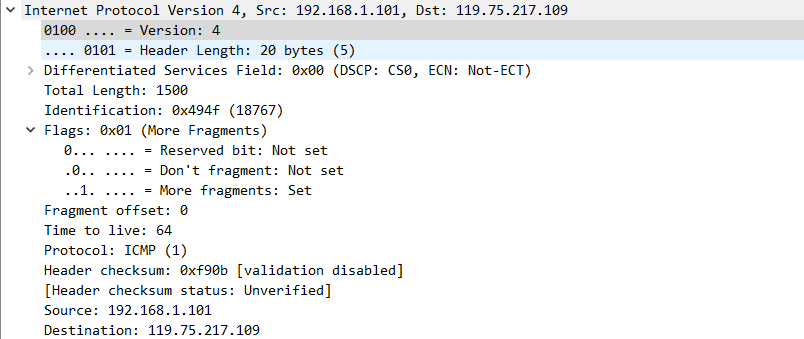 Internet Protocol Version 4, Src: 192.168.1.101, Dst: 119.75.217.109
0100 .... = Version: 4
.... 0101 = Header Length: 20 bytes (5)
Differentiated Services Field: 0x00 (DSCP: CS0, ECN: Not-ECT)
Total Length: 1500
Identification: 0x494f (18767)
Flags: 0x01 (More Fragments)
0... .... = Reserved bit: Not set
.0.. .... = Don't fragment: Not set
..1. .... = More fragments: Set
Fragment offset: 0
Time to live: 64
Protocol: ICMP (1)
Header checksum: 0xf90b [validation disabled]
[Header checksum status: Unverified]
Source: 192.168.1.101
Destination: 119.75.217.109